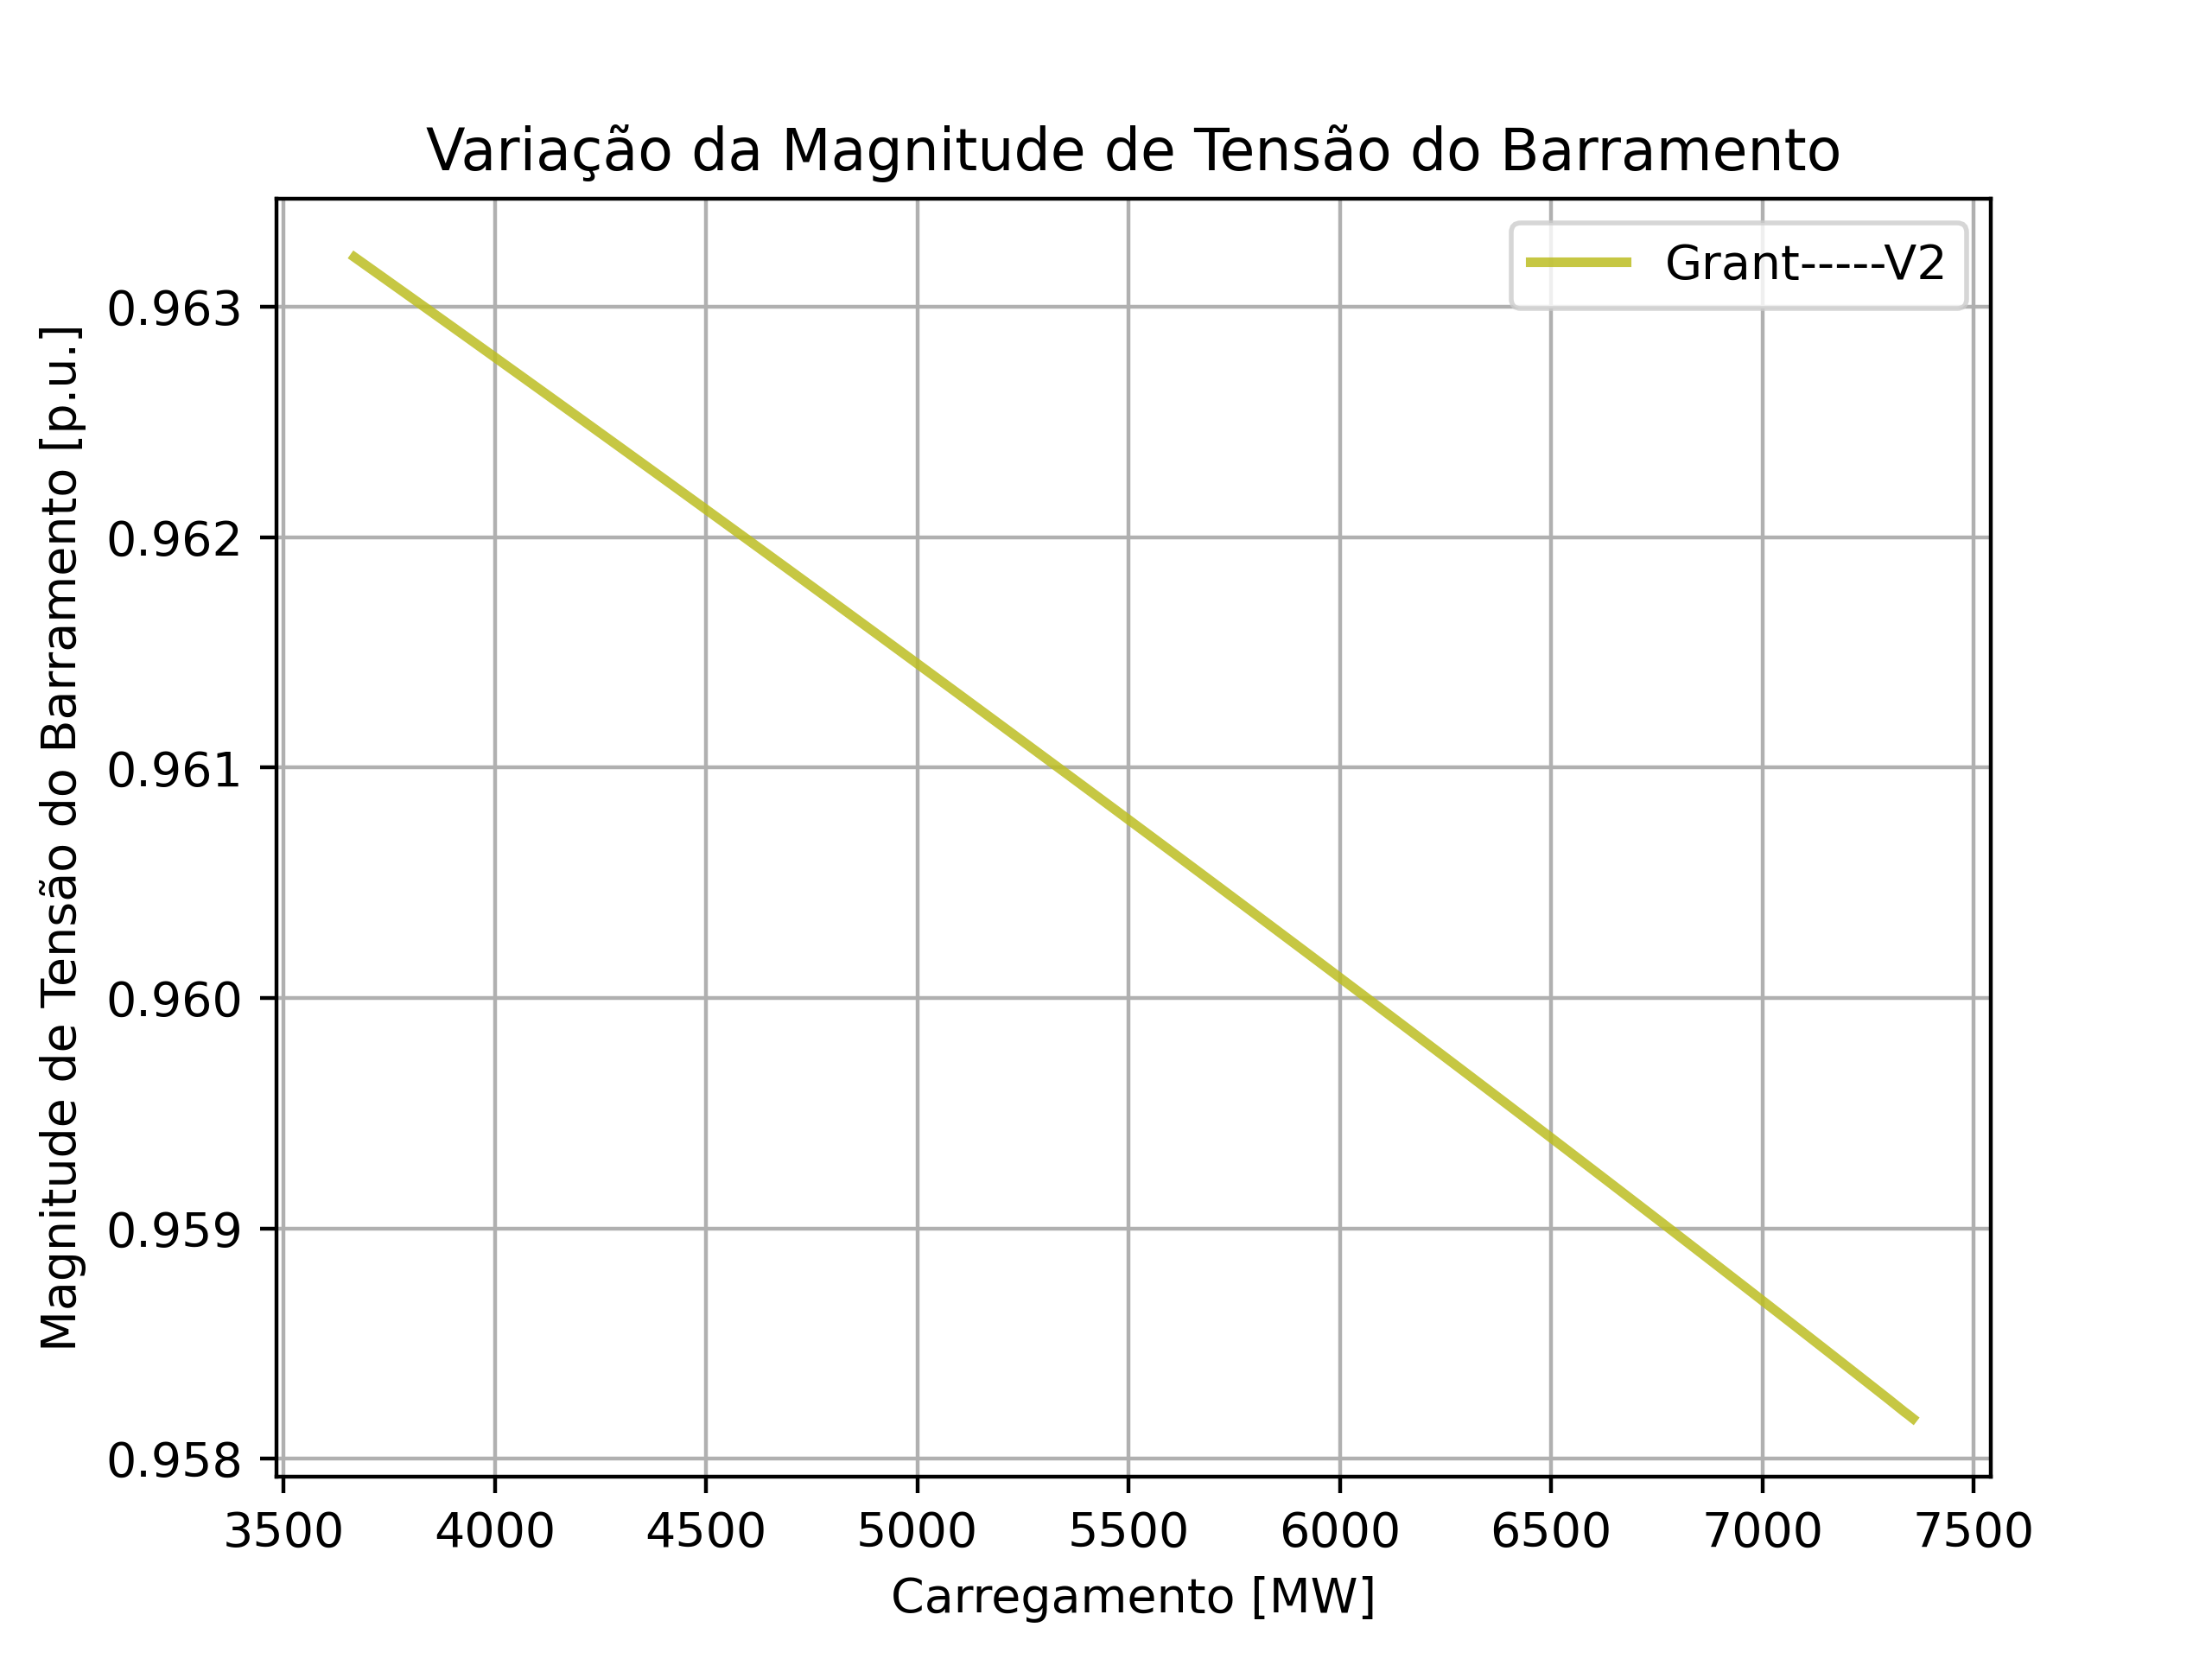 Variação da Magnitude de Tensão do Barramento
Grant-----V2
Magnitude de Tensão do Barramento [p.u.]
0.963
0.962
0.961
0.960
0.959
0.958
3500 4000 4500 5000 5500 6000 6500 7000 7500
Carregamento [MW]